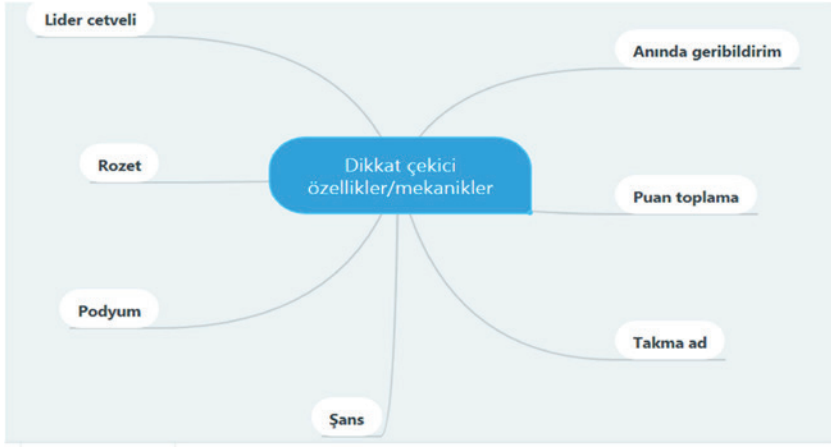 Lider cetveli
Anında geribildirim
Rozet
Dikkat çekici
özellikler/mekanikler
Puan toplama
Podyum
Takma ad
Şans